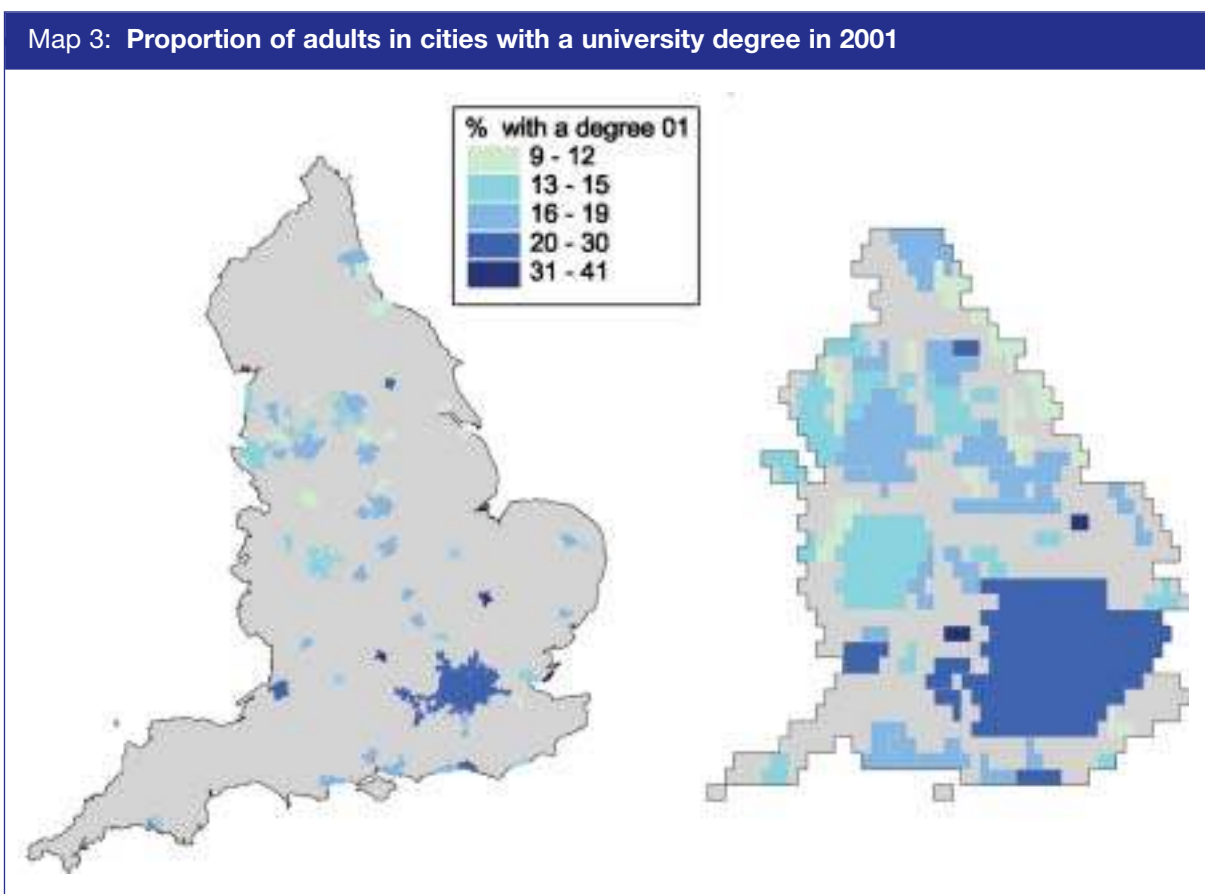 Map 3: Proportion of adults in cities with a university degree in 2001
% with a degree 01
9 - 12
13 - 15
16 - 19
20 - 30
31 - 41